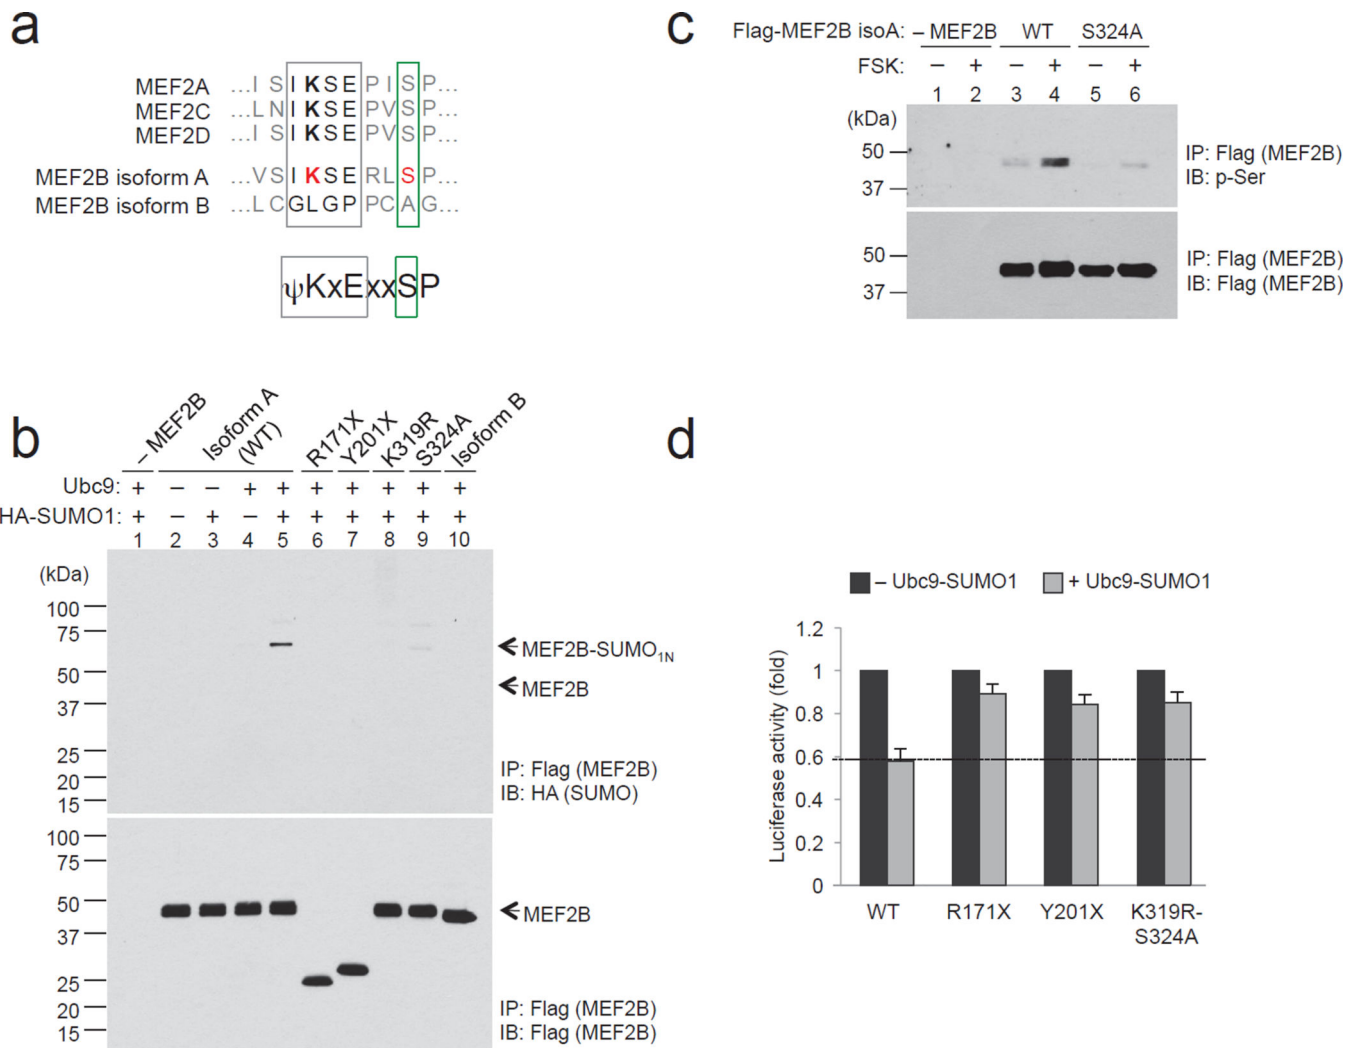 a
MEF2A ...I S I K S E P I S P...
MEF2C ...L N I K S E P V S P...
MEF2D ...I S I K S E P V S P...
MEF2B isoform A ...V S I K S E R L S P...
MEF2B isoform B ...L C G L G P P C A G...
ψKxExxSP
c
Flag-MEF2B isoA: – MEF2B WT S324A
FSK: – + – + – +
1 2 3 4 5 6
(kDa)
50
37
IP: Flag (MEF2B)
IB: p-Ser
50
37
IP: Flag (MEF2B)
IB: Flag (MEF2B)
b
– MEF2B Isoform A (WT) R171X Y201X K319R S324A Isoform B
Ubc9: + – – + + + + + + +
HA-SUMO1: + – + – + + + + + +
1 2 3 4 5 6 7 8 9 10
(kDa)
100
75
50
37
25
20
15
MEF2B-SUMO1N
MEF2B
IP: Flag (MEF2B)
IB: HA (SUMO)
100
75
50
37
25
20
15
MEF2B
IP: Flag (MEF2B)
IB: Flag (MEF2B)
d
– Ubc9-SUMO1 + Ubc9-SUMO1
Luciferase activity (fold)
1.2
1
0.8
0.6
0.4
0.2
0
WT R171X Y201X K319R-
S324A